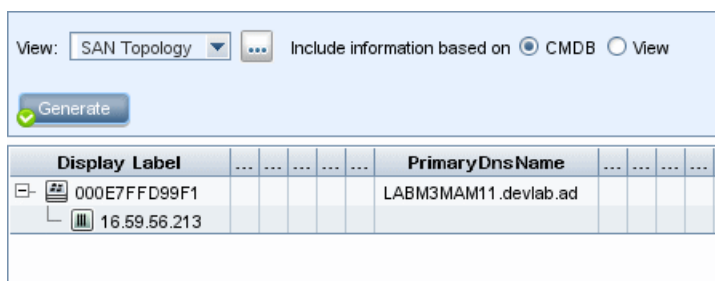 View: SAN Topology ... Include information based on CMDB View
Generate
Display Label ... ... ... ... ... PrimaryDnsName ... ... ... ...
000E7FFD99F1 LABM3MAM11.devlab.ad
16.59.56.213